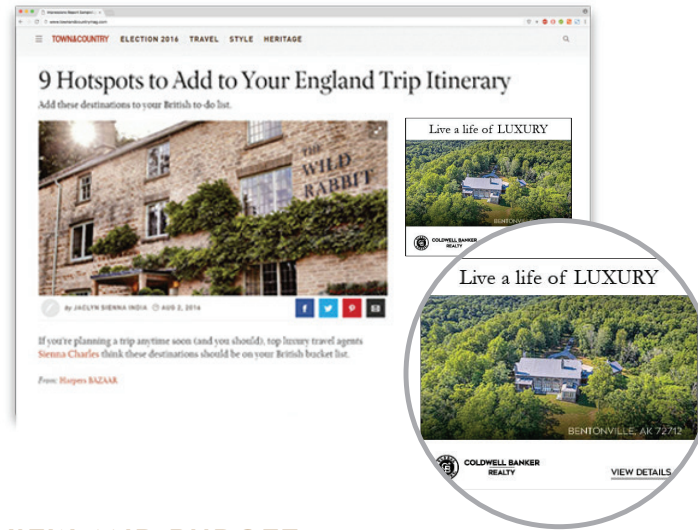 www.townandcountrymag.com
TOWN&COUNTRY ELECTION 2016 TRAVEL STYLE HERITAGE
9 Hotspots to Add to Your England Trip Itinerary
Add these destinations to your British to-do list.
THE
WILD
RABBIT
By JACLYN SIENNA INDIA AUG 2, 2016
If you're planning a trip anytime soon (and you should), top luxury travel agents
Sienna Charles think these destinations should be on your British bucket list.
From: Harpers BAZAAR
Live a life of LUXURY
BENTONVILLE
COLDWELL BANKER
REALTY
Live a life of LUXURY
BENTONVILLE, AK 72712
COLDWELL BANKER
REALTY
VIEW DETAILS